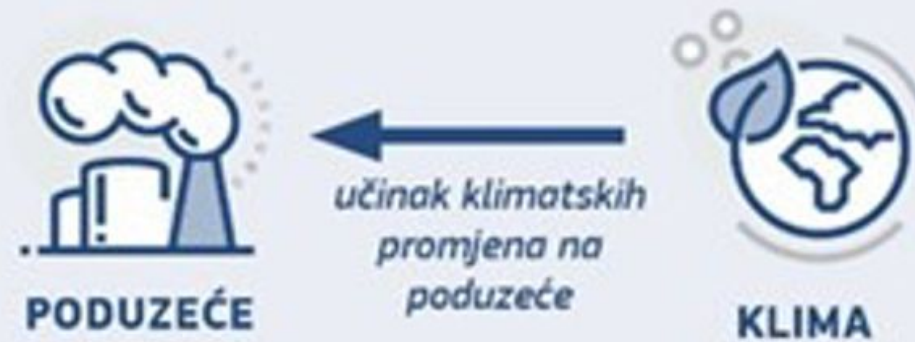 učinak klimatskih
promjena na
poduzeće
PODUZEĆE
KLIMA